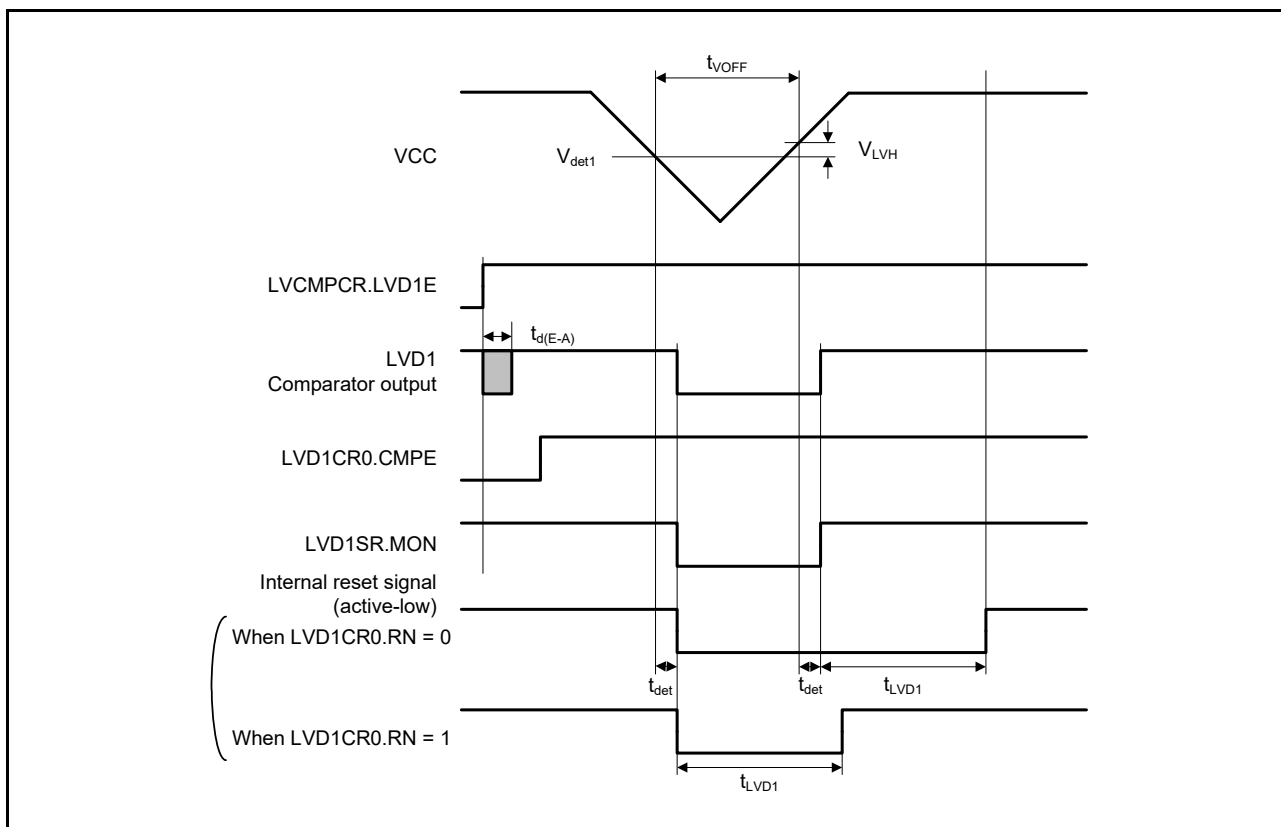 tVOFF
VCC
Vdet1
VLVH
LVCMPCR.LVD1E
td(E-A)
LVD1
Comparator output
LVD1CR0.CMPE
LVD1SR.MON
Internal reset signal
(active-low)
When LVD1CR0.RN = 0
tdet
tdet
tLVD1
When LVD1CR0.RN = 1
tLVD1